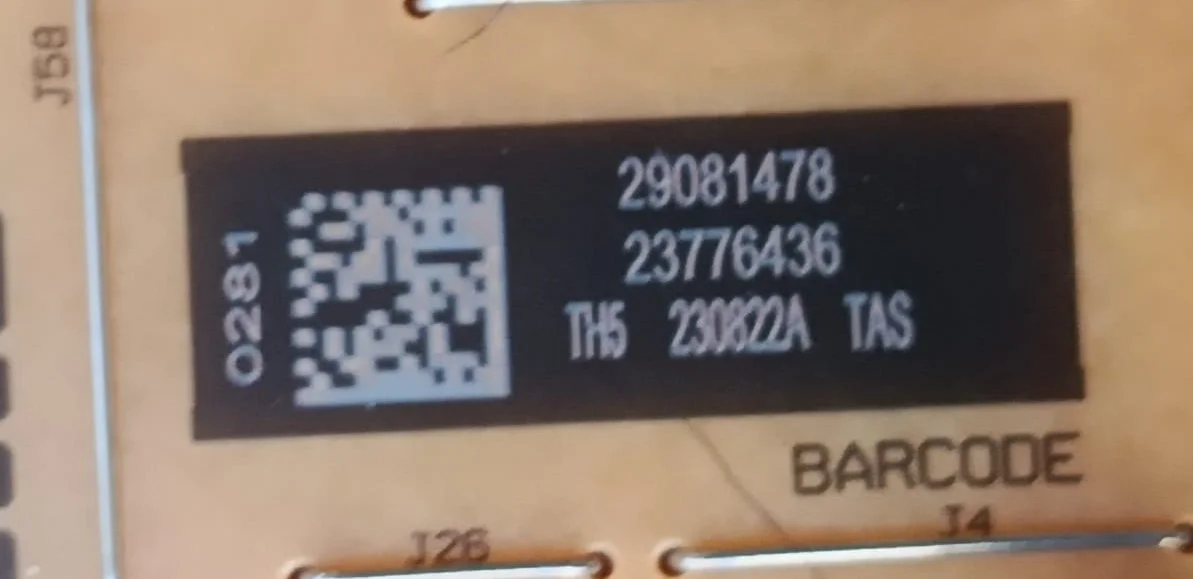 J58
29081478
23776436
TH5 230822A TAS
0281
BARCODE
J26
J4